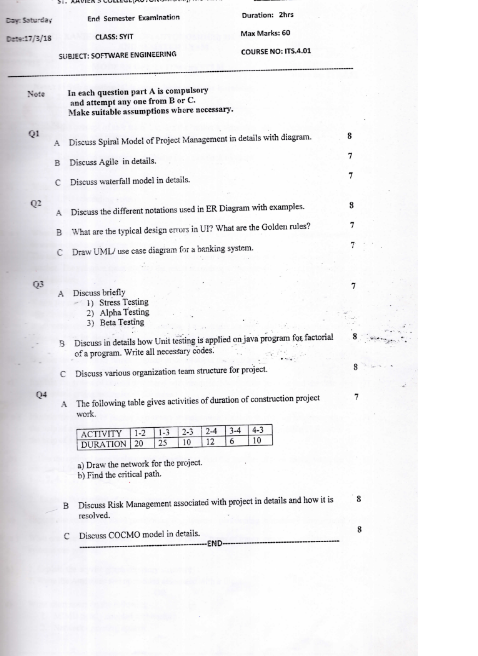 ST. XAVIER'S COLLEGE
Day: Saturday End Semester Examination Duration: 2hrs
Date:17/3/18 CLASS: SYIT Max Marks: 60
SUBJECT: SOFTWARE ENGINEERING COURSE NO: ITS.4.01
Note In each question part A is compulsory
and attempt any one from B or C.
Make suitable assumptions where necessary.
Q1
A Discuss Spiral Model of Project Management in details with diagram. 8
B Discuss Agile in details. 7
C Discuss waterfall model in details. 7
Q2
A Discuss the different notations used in ER Diagram with examples. 8
B What are the typical design errors in UI? What are the Golden rules? 7
C Draw UML/ use case diagram for a banking system. 7
Q3
A Discuss briefly 7
1) Stress Testing
2) Alpha Testing
3) Beta Testing
B Discuss in details how Unit testing is applied on java program for factorial 8
of a program. Write all necessary codes.
C Discuss various organization team structure for project. 8
Q4
A The following table gives activities of duration of construction project 7
work.
ACTIVITY 1-2 1-3 2-3 2-4 3-4 4-3
DURATION 20 25 10 12 6 10
a) Draw the network for the project.
b) Find the critical path.
B Discuss Risk Management associated with project in details and how it is 8
resolved.
C Discuss COCMO model in details. 8
END